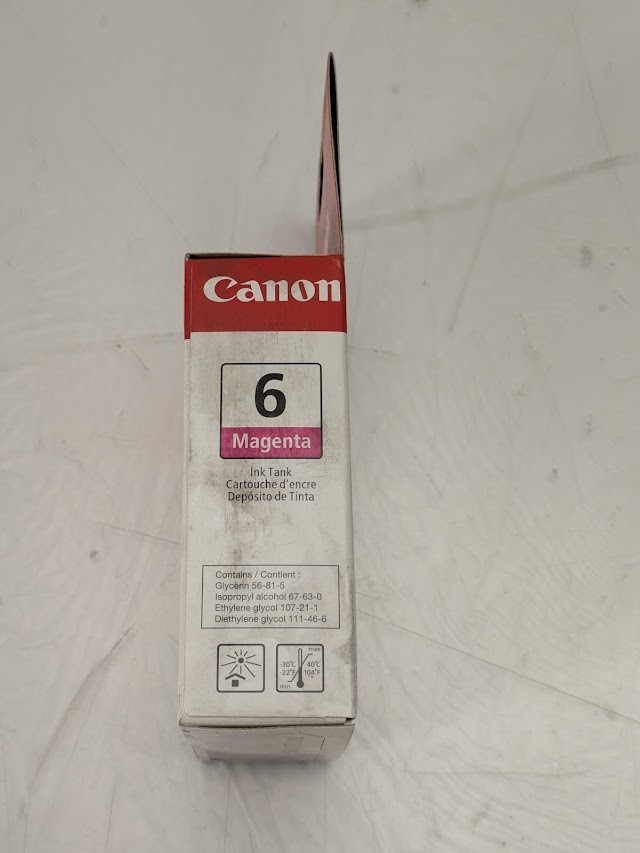 Canon
6
Magenta
Ink Tank
Cartouche d'encre
Depósito de Tinta
Contains / Contient :
Glycerin 56-81-5
Isopropyl alcohol 67-63-0
Ethylene glycol 107-21-1
Diethylene glycol 111-46-6
max
-30°C 40°C
-22°F 104°F
min